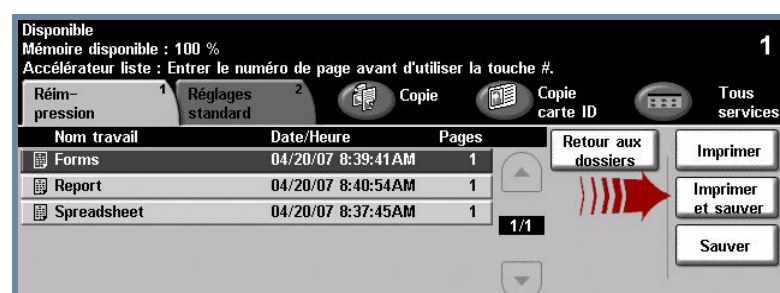 Disponible
Mémoire disponible : 100 %
1
Accélérateur liste : Entrer le numéro de page avant d'utiliser la touche #.
Réim-
pression
1
Réglages
standard
2
Copie
Copie
carte ID
Tous
services
Nom travail Date/Heure Pages
Forms 04/20/07 8:39:41AM 1
Report 04/20/07 8:40:54AM 1
Spreadsheet 04/20/07 8:37:45AM 1
1/1
Retour aux
dossiers
Imprimer
Imprimer
et sauver
Sauver